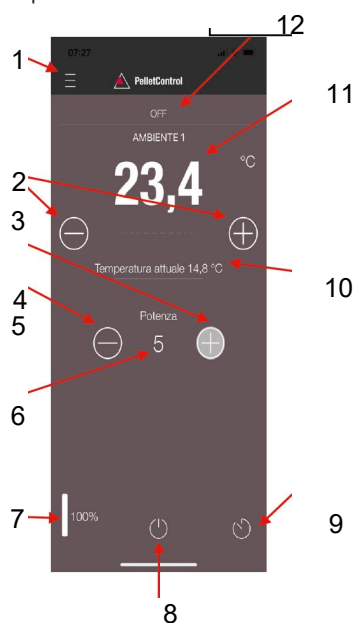 12
07:27
1
PelletControl
OFF
11
AMBIENTE 1
23,4
°C
2
3
Temperatura attuale 14,8 °C
10
4
Potenza
5
5
6
7
100%
9
8